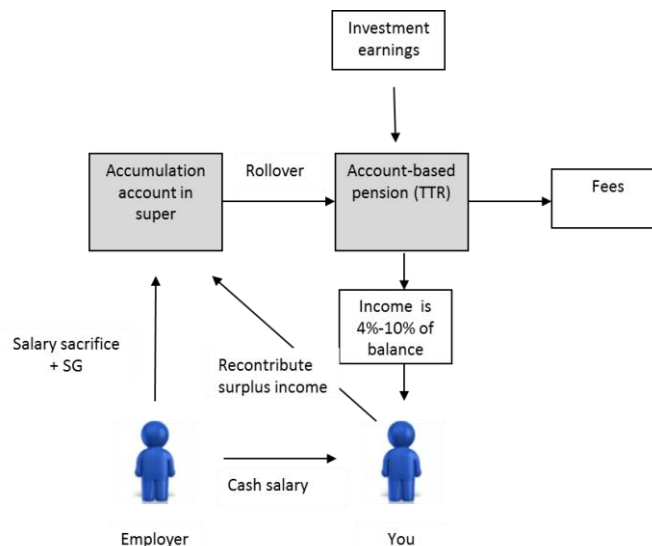 Investment
earnings
Accumulation
account in
super
Rollover
Account-based
pension (TTR)
Fees
Income is
4%-10% of
balance
Salary sacrifice
+ SG
Recontribute
surplus income
Cash salary
Employer
You